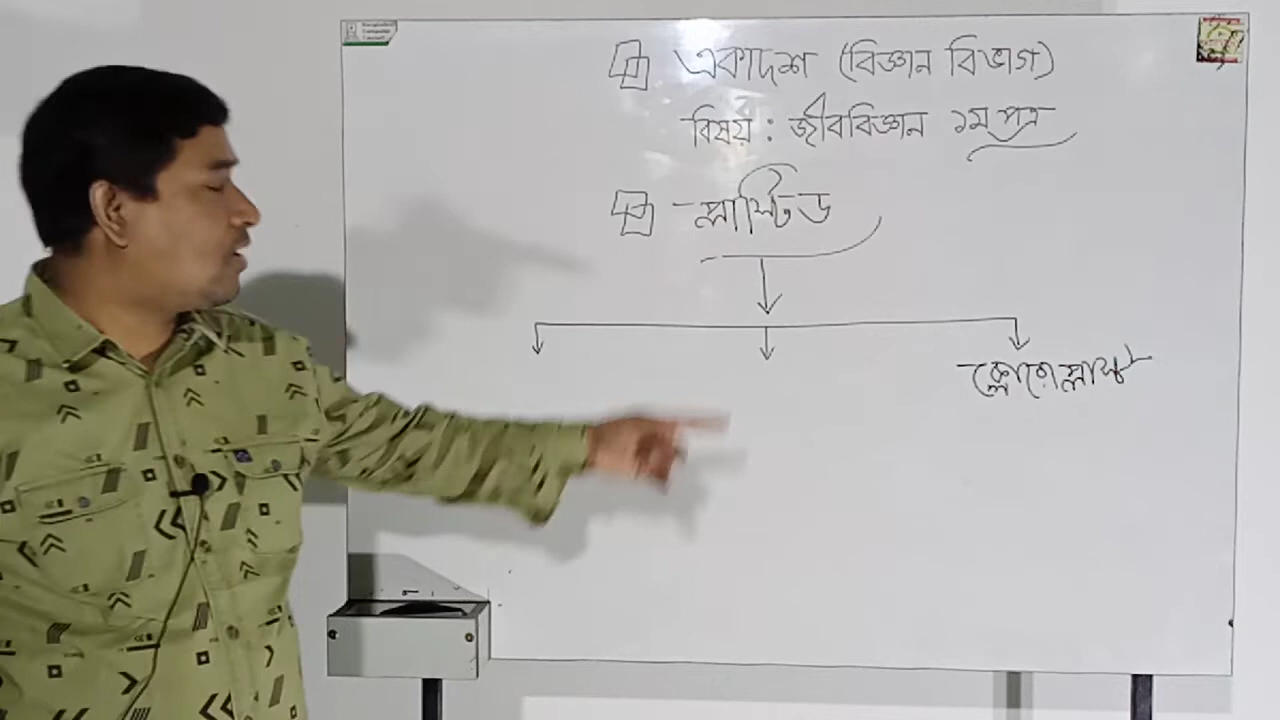 একাদশ (বিজ্ঞান বিভাগ)
বিষয়: জীববিজ্ঞান ১ম পত্র
প্লাস্টিড
ক্লোরোপ্লাস্ট